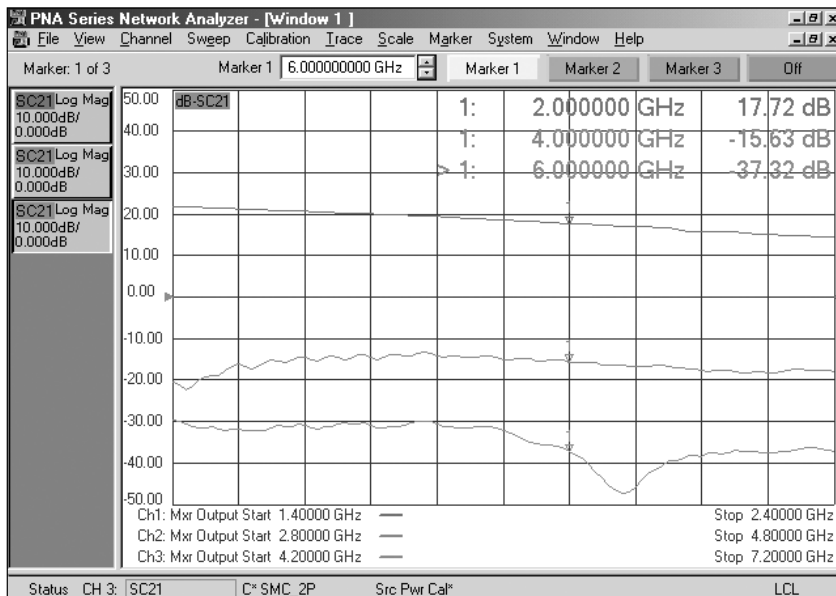 PNA Series Network Analyzer - [Window 1 ]
File View Channel Sweep Calibration Trace Scale Marker System Window Help
Marker: 1 of 3 Marker 1 6.000000000 GHz Marker 1 Marker 2 Marker 3 Off
SC21 Log Mag
10.000dB/
0.000dB
SC21 Log Mag
10.000dB/
0.000dB
SC21 Log Mag
10.000dB/
0.000dB
dB-SC21
1: 2.000000 GHz 17.72 dB
1: 4.000000 GHz -15.63 dB
> 1: 6.000000 GHz -37.32 dB
50.00
40.00
30.00
20.00
10.00
0.00
-10.00
-20.00
-30.00
-40.00
-50.00
Ch1: Mxr Output Start 1.40000 GHz Stop 2.40000 GHz
Ch2: Mxr Output Start 2.80000 GHz Stop 4.80000 GHz
Ch3: Mxr Output Start 4.20000 GHz Stop 7.20000 GHz
Status CH 3: SC21 C* SMC 2P Src Pwr Cal* LCL